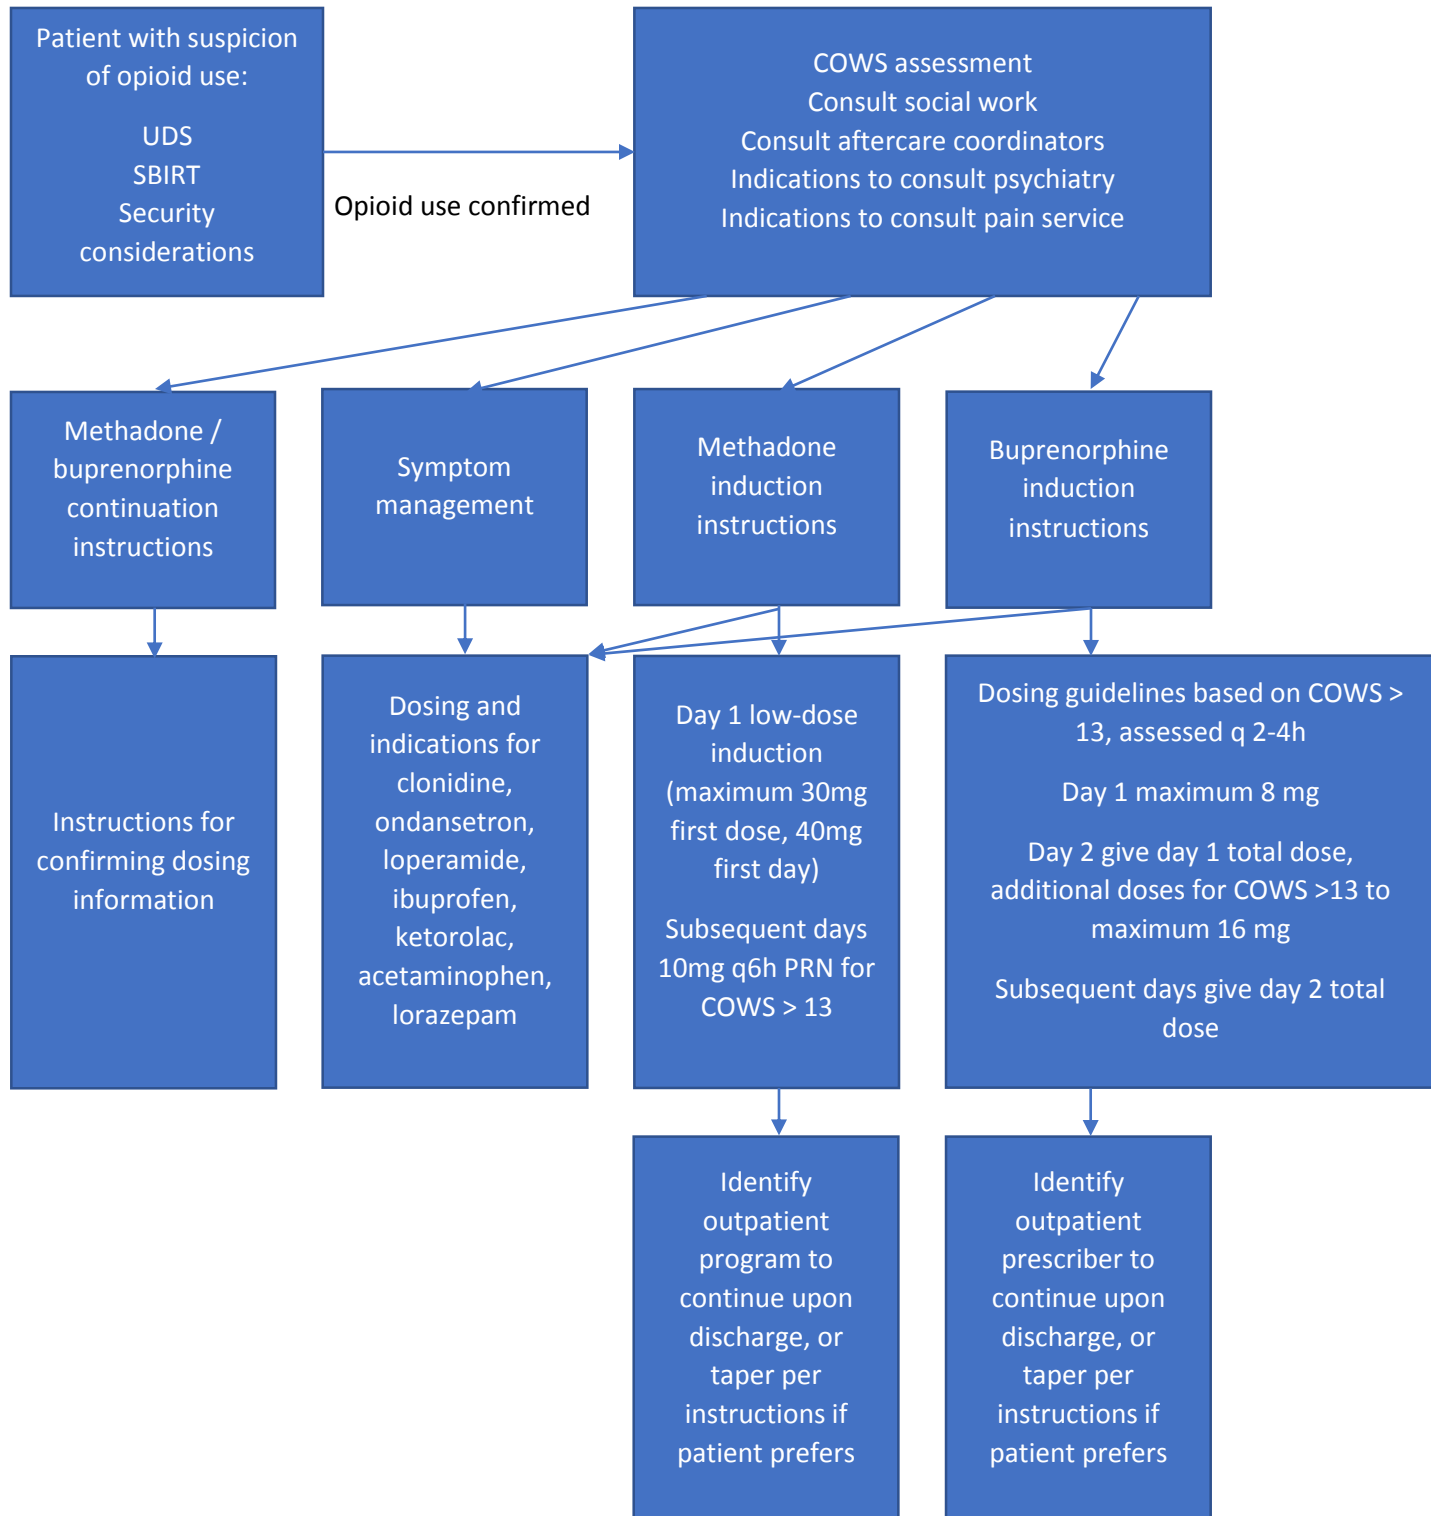 Patient with suspicion
of opioid use:
UDS
SBIRT
Security
considerations
Opioid use confirmed
COWS assessment
Consult social work
Consult aftercare coordinators
Indications to consult psychiatry
Indications to consult pain service
Methadone /
buprenorphine
continuation
instructions
Symptom
management
Methadone
induction
instructions
Buprenorphine
induction
instructions
Instructions for
confirming dosing
information
Dosing and
indications for
clonidine,
ondansetron,
loperamide,
ibuprofen,
ketorolac,
acetaminophen,
lorazepam
Day 1 low-dose
induction
(maximum 30mg
first dose, 40mg
first day)
Subsequent days
10mg q6h PRN for
COWS > 13
Dosing guidelines based on COWS >
13, assessed q 2-4h
Day 1 maximum 8 mg
Day 2 give day 1 total dose,
additional doses for COWS >13 to
maximum 16 mg
Subsequent days give day 2 total
dose
Identify
outpatient
program to
continue upon
discharge, or
taper per
instructions if
patient prefers
Identify
outpatient
prescriber to
continue upon
discharge, or
taper per
instructions if
patient prefers